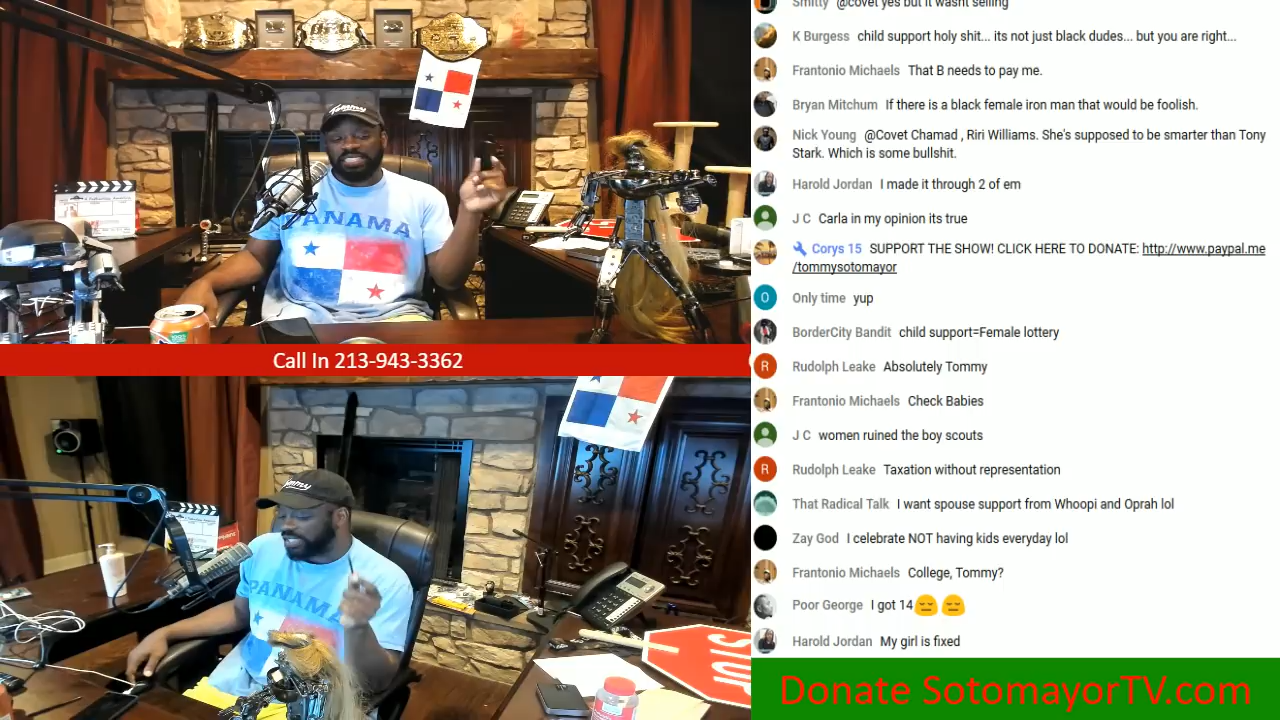 Smitty @covet yes but it wasnt selling
K Burgess child support holy shit... its not just black dudes... but you are right...
Frantonio Michaels That B needs to pay me.
Bryan Mitchum If there is a black female iron man that would be foolish.
Nick Young @Covet Chamad , Riri Williams. She's supposed to be smarter than Tony
Stark. Which is some bullshit.
Harold Jordan I made it through 2 of em
J C Carla in my opinion its true
Corys 15 SUPPORT THE SHOW! CLICK HERE TO DONATE: http://www.paypal.me
/tommysotomayor
O Only time yup
BorderCity Bandit child support=Female lottery
R Rudolph Leake Absolutely Tommy
Frantonio Michaels Check Babies
J C women ruined the boy scouts
R Rudolph Leake Taxation without representation
That Radical Talk I want spouse support from Whoopi and Oprah lol
Zay God I celebrate NOT having kids everyday lol
Frantonio Michaels College, Tommy?
Poor George I got 14😔 😔
Harold Jordan My girl is fixed
Donate SotomayorTV.com
Tommy
PANAMA
Call In 213-943-3362
Tommy
PANAMA
STOP